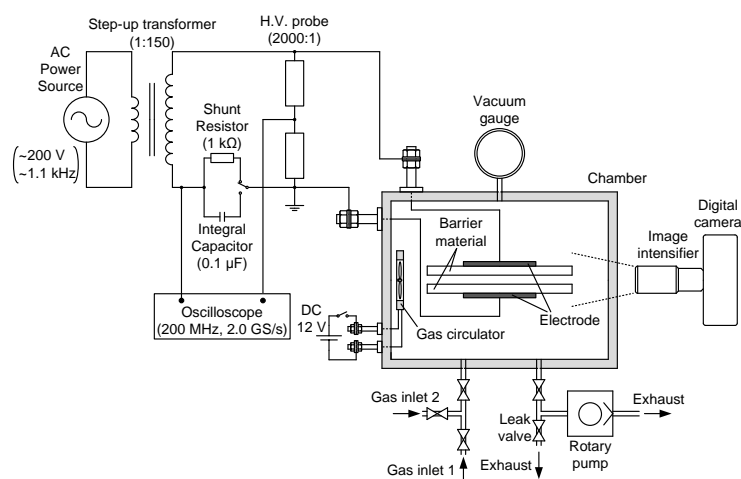 Step-up transformer
(1:150)
H.V. probe
(2000:1)
AC
Power
Source
(~200 V
~1.1 kHz)
Shunt
Resistor
(1 kΩ)
Integral
Capacitor
(0.1 μF)
Oscilloscope
(200 MHz, 2.0 GS/s)
Vacuum
gauge
Chamber
Digital
camera
Image
intensifier
Barrier
material
Electrode
Gas circulator
DC
12 V
Gas inlet 2
Gas inlet 1
Leak
valve
Exhaust
Rotary
pump
Exhaust